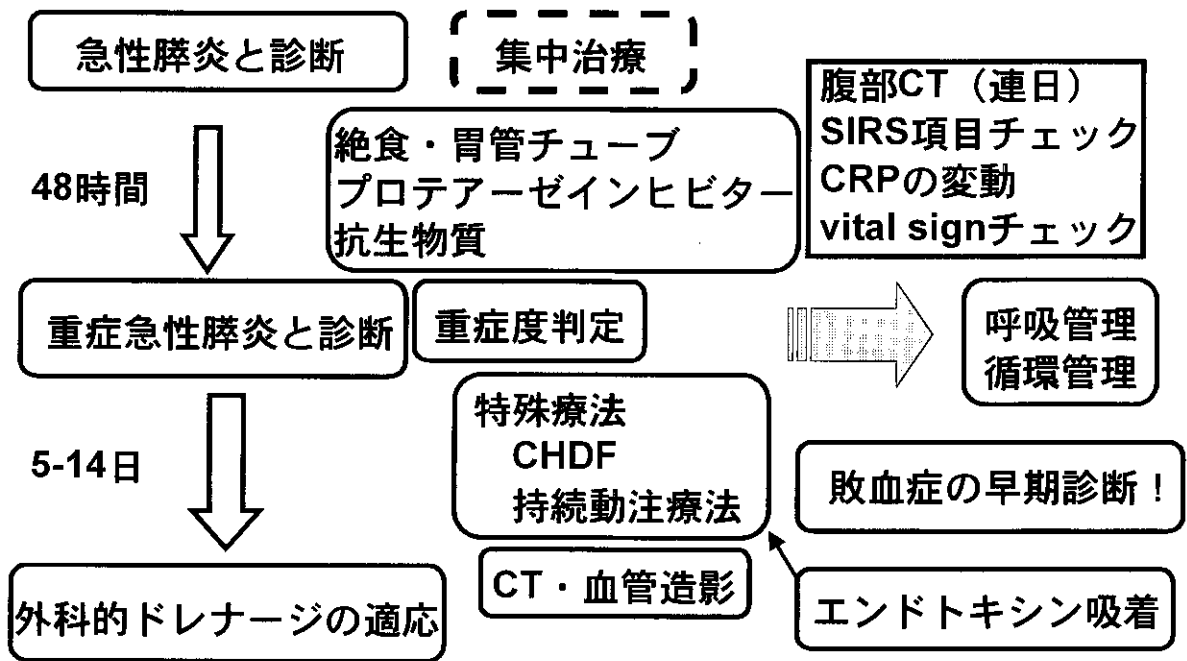 急性膵炎と診断
集中治療
腹部CT（連日）
SIRS項目チェック
CRPの変動
vital signチェック
絶食・胃管チューブ
プロテアーゼインヒビター
抗生物質
48時間
重症急性膵炎と診断
重症度判定
呼吸管理
循環管理
特殊療法
CHDF
持続動注療法
5-14日
敗血症の早期診断！
CT・血管造影
外科的ドレナージの適応
エンドトキシン吸着